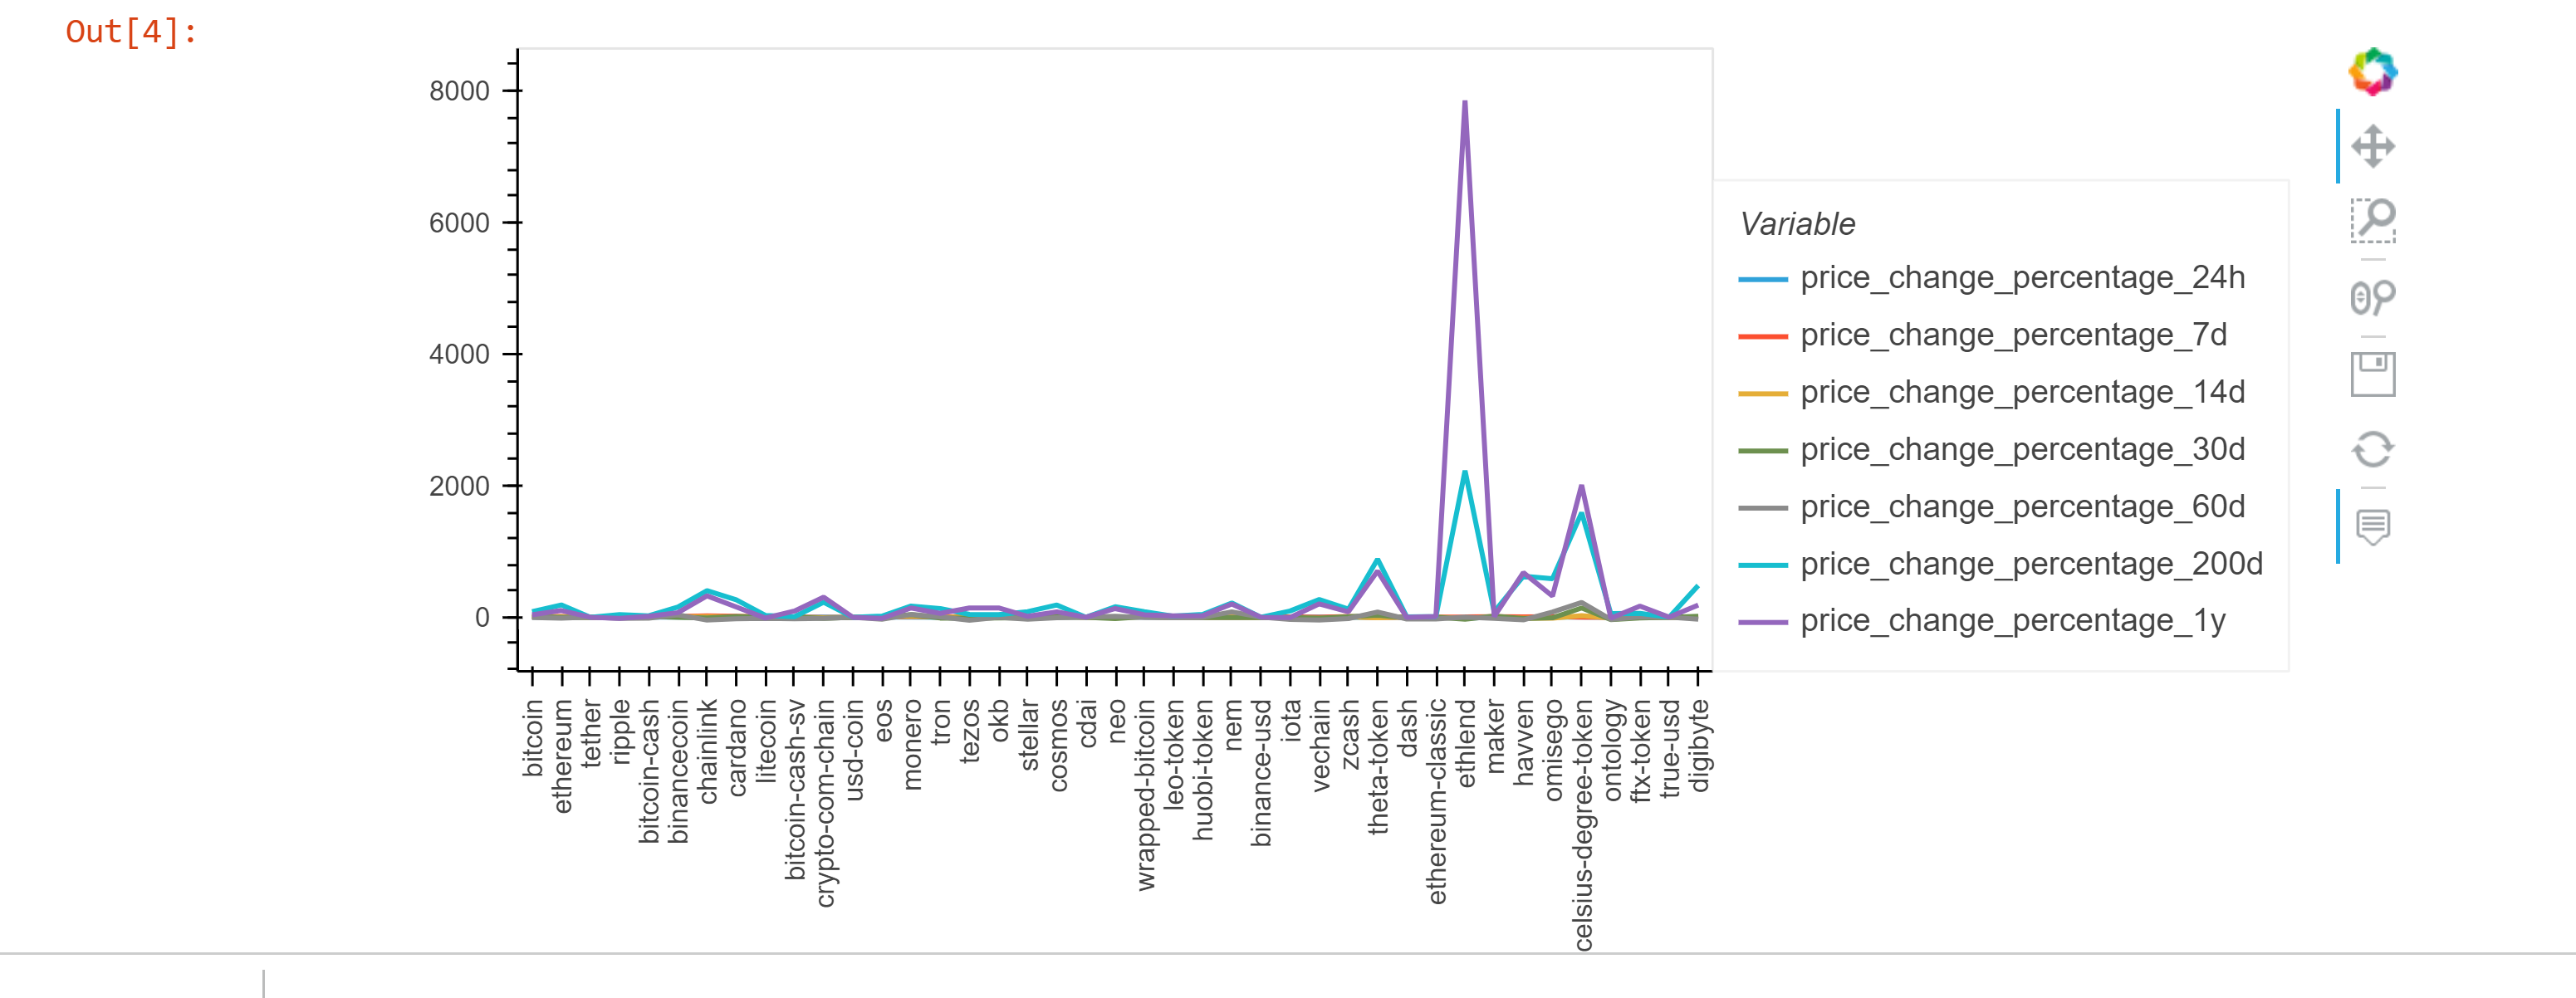 Out[4]:
8000
6000
4000
2000
0
Variable
price_change_percentage_24h
price_change_percentage_7d
price_change_percentage_14d
price_change_percentage_30d
price_change_percentage_60d
price_change_percentage_200d
price_change_percentage_1y
bitcoin
ethereum
tether
ripple
bitcoin-cash
binancecoin
chainlink
cardano
litecoin
bitcoin-cash-sv
crypto-com-chain
usd-coin
eos
monero
tron
tezos
okb
stellar
cosmos
cdai
neo
wrapped-bitcoin
leo-token
huobi-token
nem
binance-usd
iota
vechain
zcash
theta-token
dash
ethereum-classic
ethlend
maker
havven
omisego
celsius-degree-token
ontology
ftx-token
true-usd
digibyte